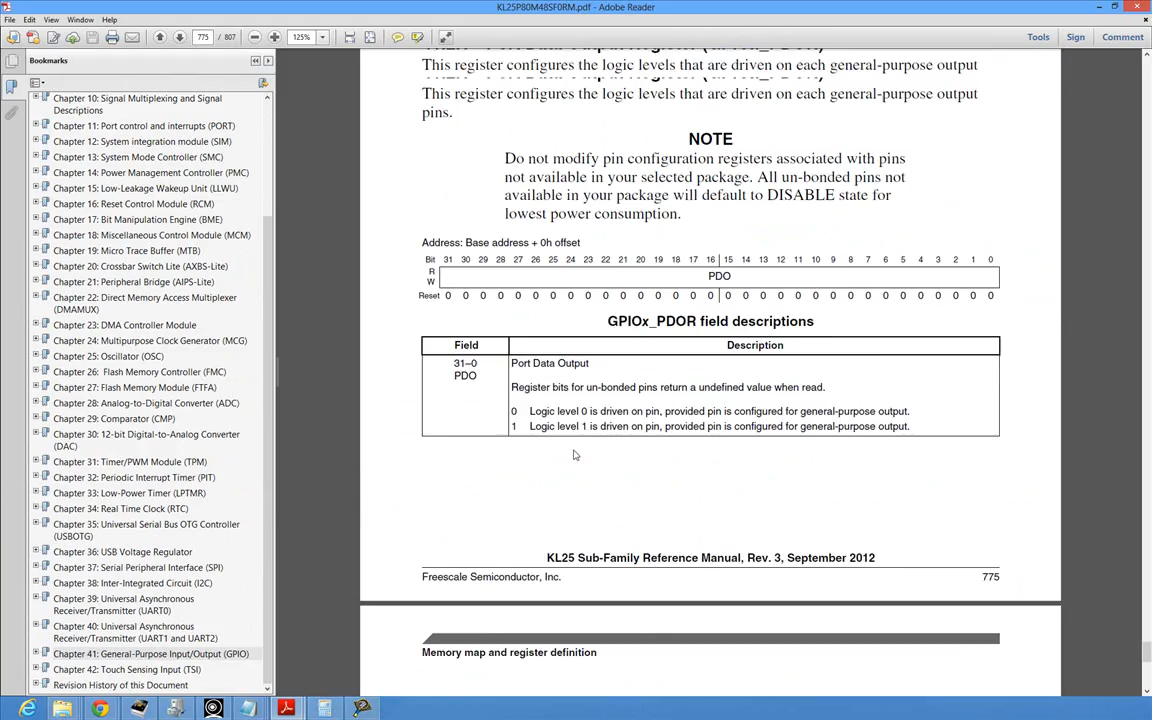 KL25P80M48SF0RM.pdf - Adobe Reader
File Edit View Window Help
775 / 807 125% Tools Sign Comment
Bookmarks
Chapter 10: Signal Multiplexing and Signal
Descriptions
Chapter 11: Port control and interrupts (PORT)
Chapter 12: System integration module (SIM)
Chapter 13: System Mode Controller (SMC)
Chapter 14: Power Management Controller (PMC)
Chapter 15: Low-Leakage Wakeup Unit (LLWU)
Chapter 16: Reset Control Module (RCM)
Chapter 17: Bit Manipulation Engine (BME)
Chapter 18: Miscellaneous Control Module (MCM)
Chapter 19: Micro Trace Buffer (MTB)
Chapter 20: Crossbar Switch Lite (AXBS-Lite)
Chapter 21: Peripheral Bridge (AIPS-Lite)
Chapter 22: Direct Memory Access Multiplexer
(DMAMUX)
Chapter 23: DMA Controller Module
Chapter 24: Multipurpose Clock Generator (MCG)
Chapter 25: Oscillator (OSC)
Chapter 26: Flash Memory Controller (FMC)
Chapter 27: Flash Memory Module (FTFA)
Chapter 28: Analog-to-Digital Converter (ADC)
Chapter 29: Comparator (CMP)
Chapter 30: 12-bit Digital-to-Analog Converter
(DAC)
Chapter 31: Timer/PWM Module (TPM)
Chapter 32: Periodic Interrupt Timer (PIT)
Chapter 33: Low-Power Timer (LPTMR)
Chapter 34: Real Time Clock (RTC)
Chapter 35: Universal Serial Bus OTG Controller
(USBOTG)
Chapter 36: USB Voltage Regulator
Chapter 37: Serial Peripheral Interface (SPI)
Chapter 38: Inter-Integrated Circuit (I2C)
Chapter 39: Universal Asynchronous
Receiver/Transmitter (UART0)
Chapter 40: Universal Asynchronous
Receiver/Transmitter (UART1 and UART2)
Chapter 41: General-Purpose Input/Output (GPIO)
Chapter 42: Touch Sensing Input (TSI)
Revision History of this Document
This register configures the logic levels that are driven on each general-purpose output
This register configures the logic levels that are driven on each general-purpose output
pins.
NOTE
Do not modify pin configuration registers associated with pins
not available in your selected package. All un-bonded pins not
available in your package will default to DISABLE state for
lowest power consumption.
Address: Base address + 0h offset
Bit 31 30 29 28 27 26 25 24 23 22 21 20 19 18 17 16 15 14 13 12 11 10 9 8 7 6 5 4 3 2 1 0
R
PDO
W
Reset 0 0 0 0 0 0 0 0 0 0 0 0 0 0 0 0 0 0 0 0 0 0 0 0 0 0 0 0 0 0 0 0
GPIOx_PDOR field descriptions
Field Description
31–0 Port Data Output
PDO
Register bits for un-bonded pins return a undefined value when read.
0 Logic level 0 is driven on pin, provided pin is configured for general-purpose output.
1 Logic level 1 is driven on pin, provided pin is configured for general-purpose output.
KL25 Sub-Family Reference Manual, Rev. 3, September 2012
Freescale Semiconductor, Inc. 775
Memory map and register definition